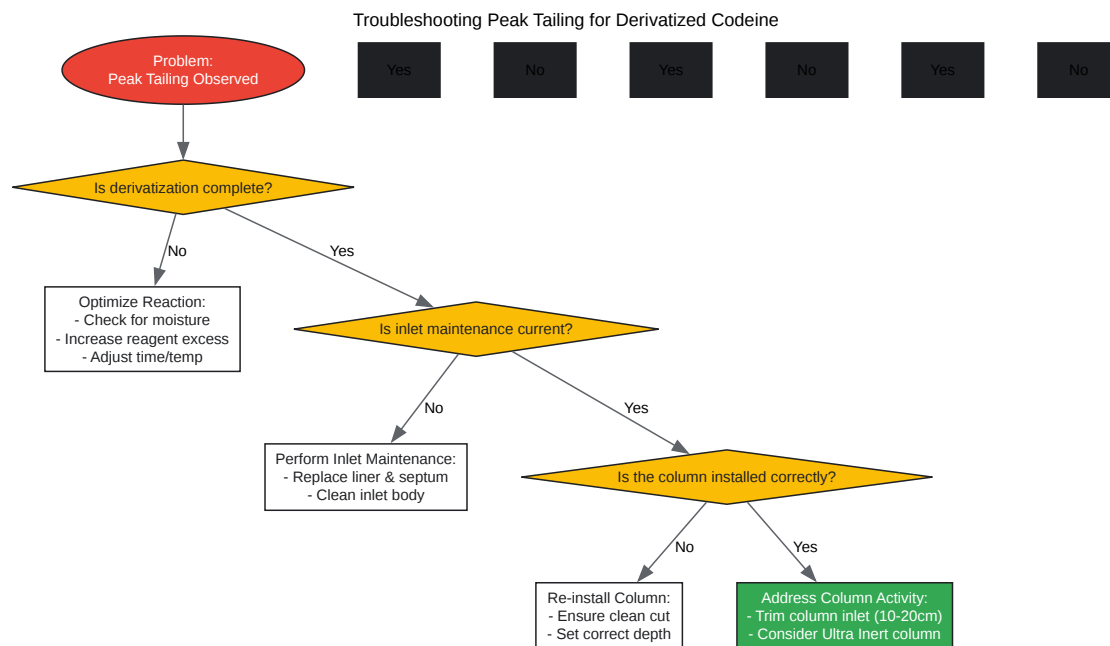 Troubleshooting Peak Tailing for Derivatized Codeine
Problem:
Peak Tailing Observed
Yes
No
Yes
No
Yes
No
Is derivatization complete?
No
Yes
Optimize Reaction:
- Check for moisture
- Increase reagent excess
- Adjust time/temp
Is inlet maintenance current?
No
Yes
Perform Inlet Maintenance:
- Replace liner & septum
- Clean inlet body
Is the column installed correctly?
No
Yes
Re-install Column:
- Ensure clean cut
- Set correct depth
Address Column Activity:
- Trim column inlet (10-20cm)
- Consider Ultra Inert column